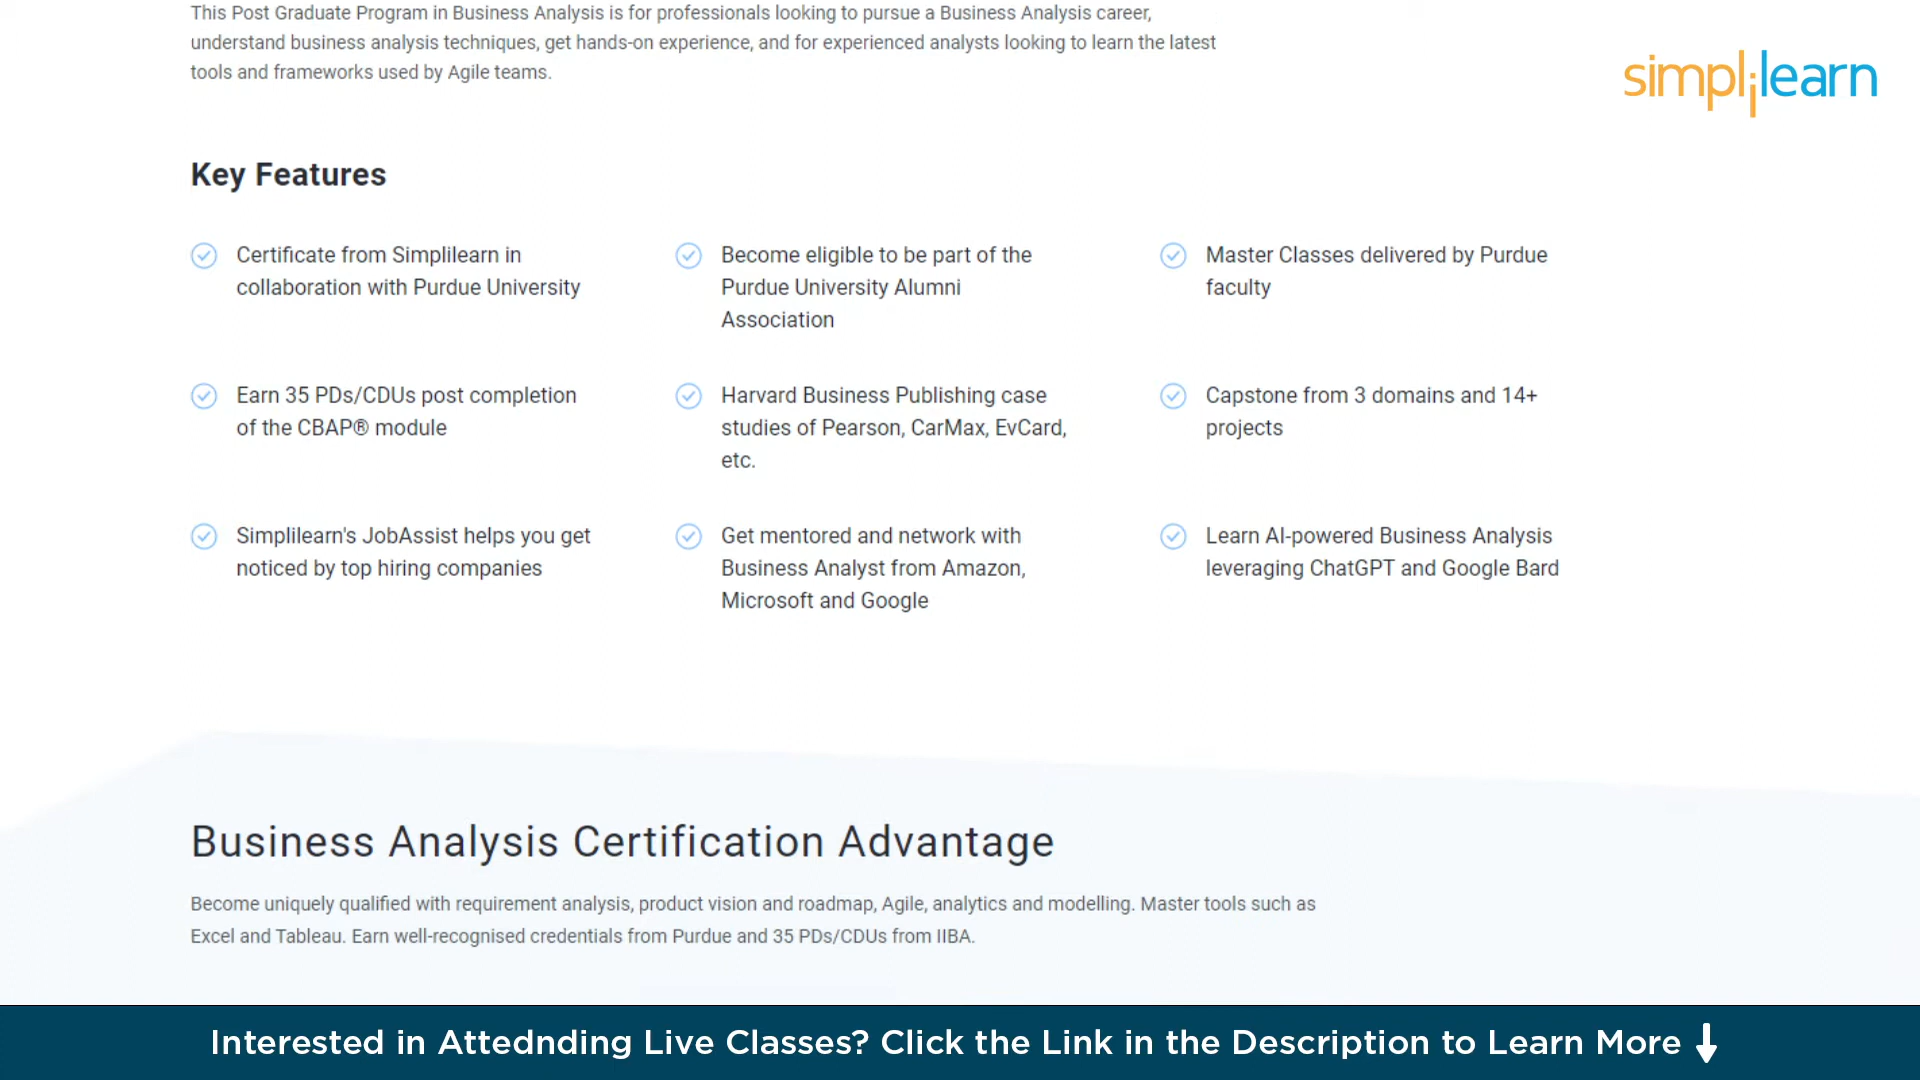 This Post Graduate Program in Business Analysis is for professionals looking to pursue a Business Analysis career,
understand business analysis techniques, get hands-on experience, and for experienced analysts looking to learn the latest
tools and frameworks used by Agile teams.
simplilearn
Key Features
Certificate from Simplilearn in
collaboration with Purdue University
Become eligible to be part of the
Purdue University Alumni
Association
Master Classes delivered by Purdue
faculty
Earn 35 PDs/CDUs post completion
of the CBAP® module
Harvard Business Publishing case
studies of Pearson, CarMax, EvCard,
etc.
Capstone from 3 domains and 14+
projects
Simplilearn's JobAssist helps you get
noticed by top hiring companies
Get mentored and network with
Business Analyst from Amazon,
Microsoft and Google
Learn AI-powered Business Analysis
leveraging ChatGPT and Google Bard
Business Analysis Certification Advantage
Become uniquely qualified with requirement analysis, product vision and roadmap, Agile, analytics and modelling. Master tools such as
Excel and Tableau. Earn well-recognised credentials from Purdue and 35 PDs/CDUs from IIBA.
Interested in Attednding Live Classes? Click the Link in the Description to Learn More